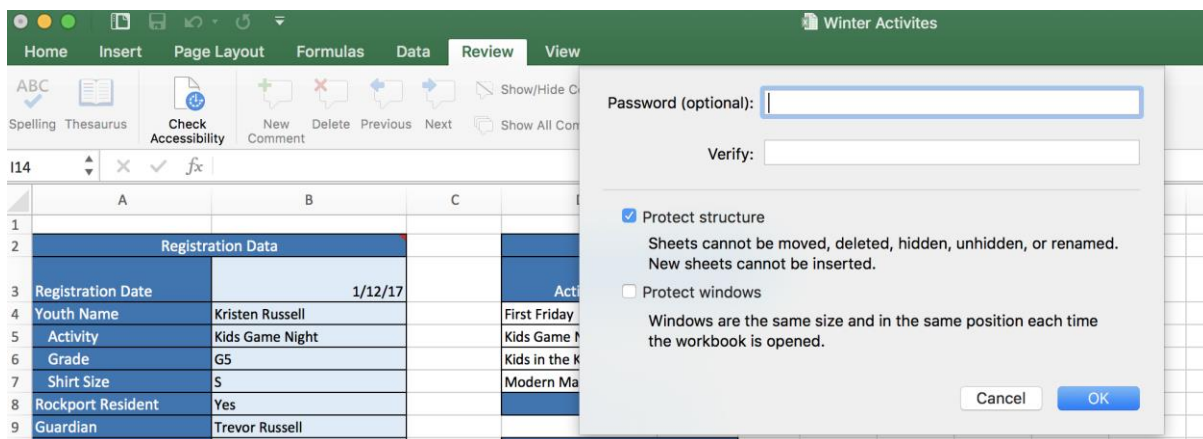 Winter Activites
Home Insert Page Layout Formulas Data Review View
ABC
Spelling Thesaurus Check Accessibility New Comment Delete Previous Next
Show/Hide Co
Show All Com
I14 fx
A B C
1
2 Registration Data
3 Registration Date 1/12/17 Acti
4 Youth Name Kristen Russell First Friday
5 Activity Kids Game Night Kids Game N
6 Grade G5 Kids in the K
7 Shirt Size S Modern Ma
8 Rockport Resident Yes
9 Guardian Trevor Russell
Password (optional):
Verify:
Protect structure
Sheets cannot be moved, deleted, hidden, unhidden, or renamed.
New sheets cannot be inserted.
Protect windows
Windows are the same size and in the same position each time
the workbook is opened.
Cancel OK